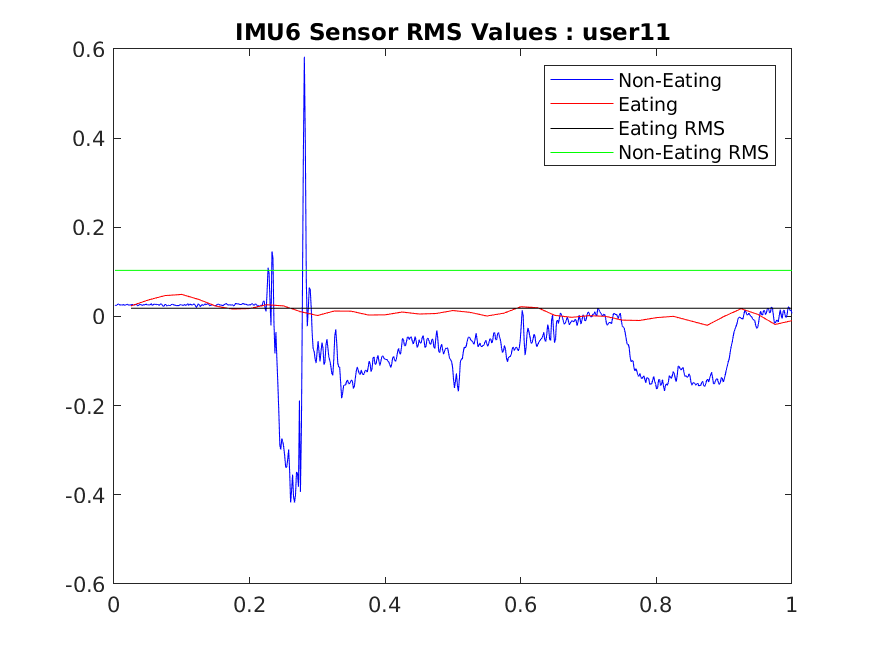 IMU6 Sensor RMS Values : user11
0.6
0.4
0.2
0
-0.2
-0.4
-0.6
0
0.2
0.4
0.6
0.8
1
Non-Eating
Eating
Eating RMS
Non-Eating RMS